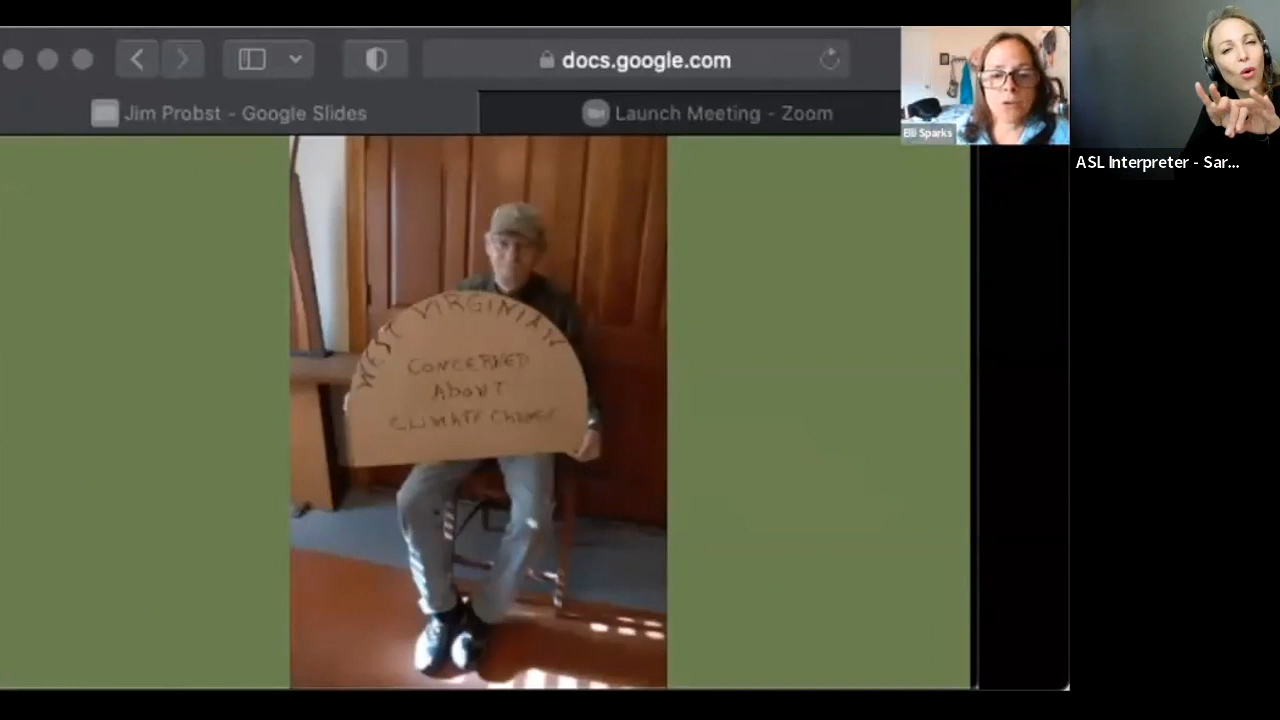 docs.google.com
Jim Probst - Google Slides
Launch Meeting - Zoom
Elli Sparks
ASL Interpreter - Sar...
WEST VIRGINIAN
CONCERNED
ABOUT
CLIMATE CHANGE